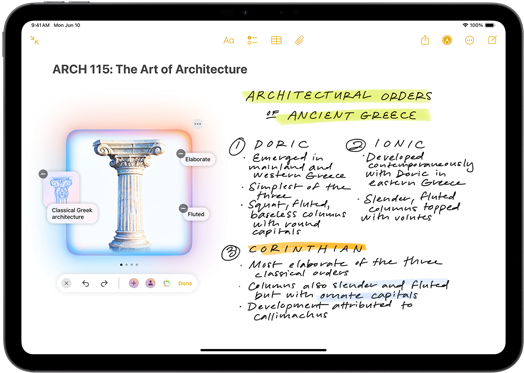 9:41 AM Mon Jun 10
100%
Aa
ARCH 115: The Art of Architecture
ARCHITECTURAL ORDERS
OF ANCIENT GREECE
Elaborate
Classical Greek
architecture
Fluted
Done
1 DORIC
• Emerged in
mainland and
Western Greece
• Simplest of the
three
• Squat, fluted,
baseless columns
with round
capitals
2 IONIC
• Developed
contemporaneously
with Doric in
eastern Greece
• Slender, fluted
columns topped
with volutes
3 CORINTHIAN
• Most elaborate of the three
classical orders
• Columns also slender and fluted
but with ornate capitals
• Development attributed to
Callimachus